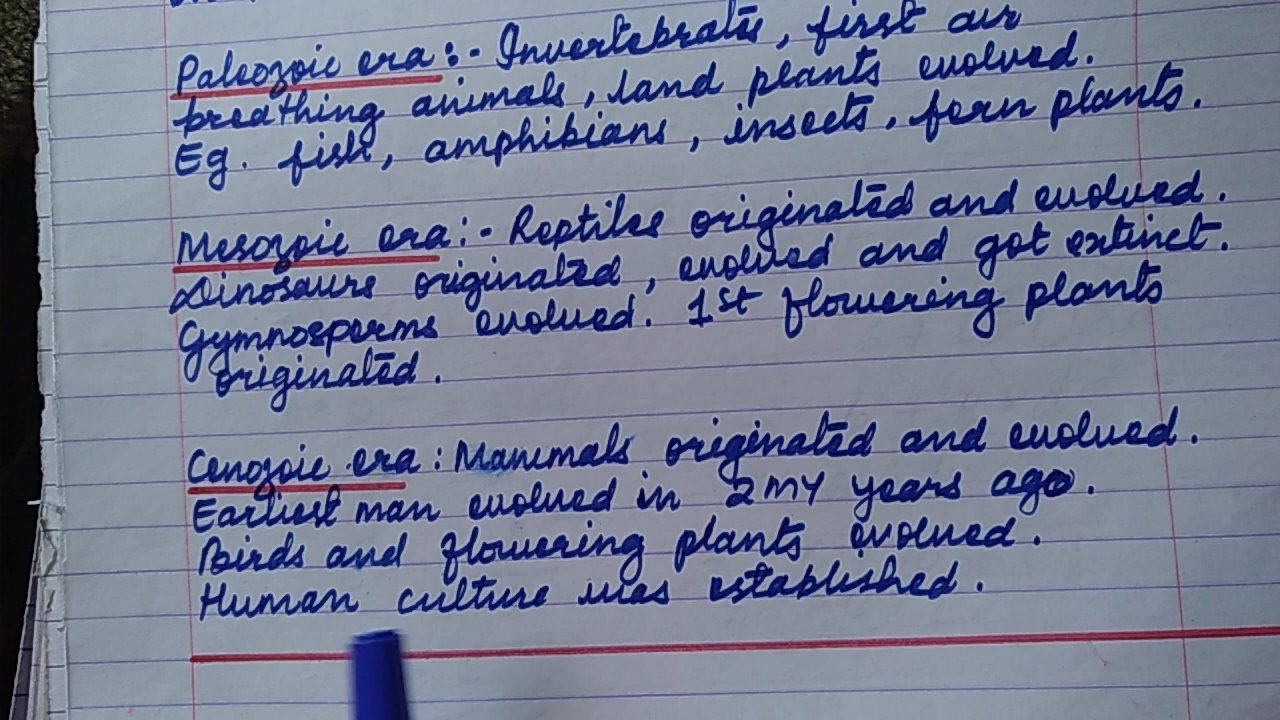 Paleozoic era :- Invertebrates, first air
breathing animals, land plants evolved.
Eg. fish, amphibians, insects, fern plants.
Mesozoic era :- Reptiles originated and evolved.
Dinosaurs originated, evolved and got extinct.
Gymnosperms evolved. 1st flowering plants
originated.
Cenozoic era : Mammals originated and evolved.
Earliest man evolved in 2 MY years ago.
Birds and flowering plants evolved.
Human culture was established.